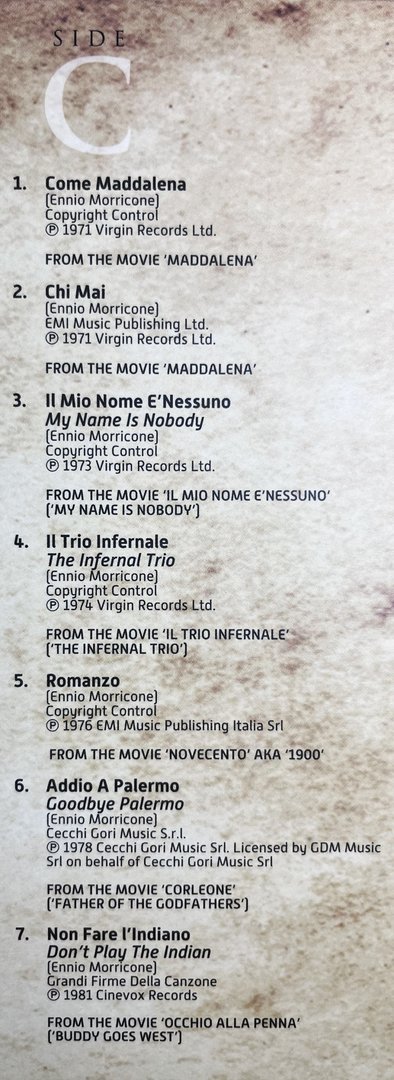 SIDE
C
1. Come Maddalena
(Ennio Morricone)
Copyright Control
℗ 1971 Virgin Records Ltd.
FROM THE MOVIE ‘MADDALENA’
2. Chi Mai
(Ennio Morricone)
EMI Music Publishing Ltd.
℗ 1971 Virgin Records Ltd.
FROM THE MOVIE ‘MADDALENA’
3. Il Mio Nome E’Nessuno
My Name Is Nobody
(Ennio Morricone)
Copyright Control
℗ 1973 Virgin Records Ltd.
FROM THE MOVIE ‘IL MIO NOME E’NESSUNO’
(‘MY NAME IS NOBODY’)
4. Il Trio Infernale
The Infernal Trio
(Ennio Morricone)
Copyright Control
℗ 1974 Virgin Records Ltd.
FROM THE MOVIE ‘IL TRIO INFERNALE’
(‘THE INFERNAL TRIO’)
5. Romanzo
(Ennio Morricone)
Copyright Control
℗ 1976 EMI Music Publishing Italia Srl
FROM THE MOVIE ‘NOVECENTO’ AKA ‘1900’
6. Addio A Palermo
Goodbye Palermo
(Ennio Morricone)
Cecchi Gori Music S.r.l.
℗ 1978 Cecchi Gori Music Srl. Licensed by GDM Music
Srl on behalf of Cecchi Gori Music Srl
FROM THE MOVIE ‘CORLEONE’
(‘FATHER OF THE GODFATHERS’)
7. Non Fare l’Indiano
Don’t Play The Indian
(Ennio Morricone)
Grandi Firme Della Canzone
℗ 1981 Cinevox Records
FROM THE MOVIE ‘OCCHIO ALLA PENNA’
(‘BUDDY GOES WEST’)